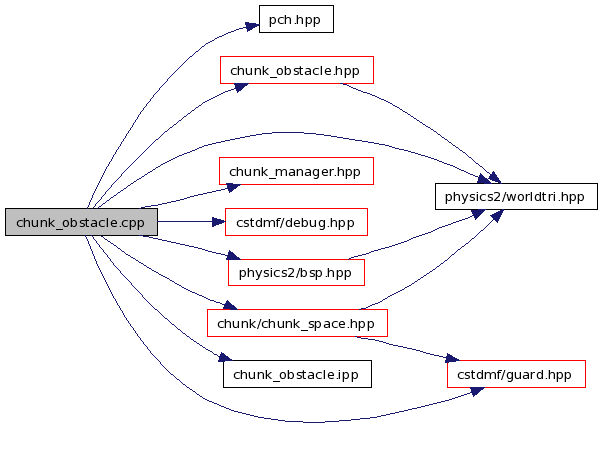 pch.hpp
chunk_obstacle.hpp
chunk_manager.hpp
physics2/worldtri.hpp
chunk_obstacle.cpp
cstdmf/debug.hpp
physics2/bsp.hpp
chunk/chunk_space.hpp
chunk_obstacle.ipp
cstdmf/guard.hpp